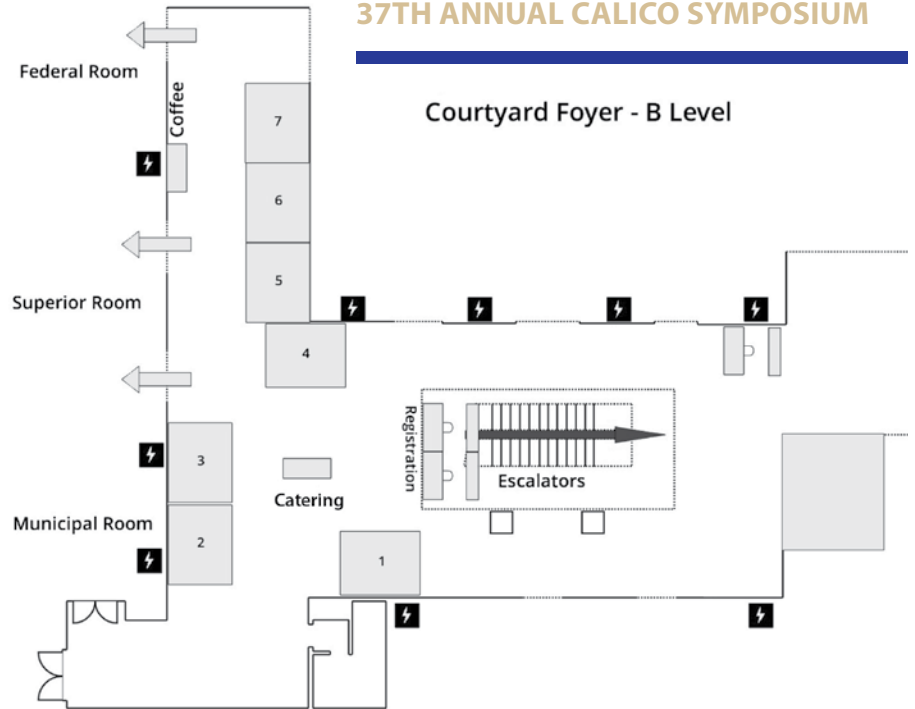 37TH ANNUAL CALICO SYMPOSIUM
Courtyard Foyer - B Level
Federal Room
Coffee
7
6
Superior Room
5
4
Registration
3
Escalators
Catering
Municipal Room
2
1